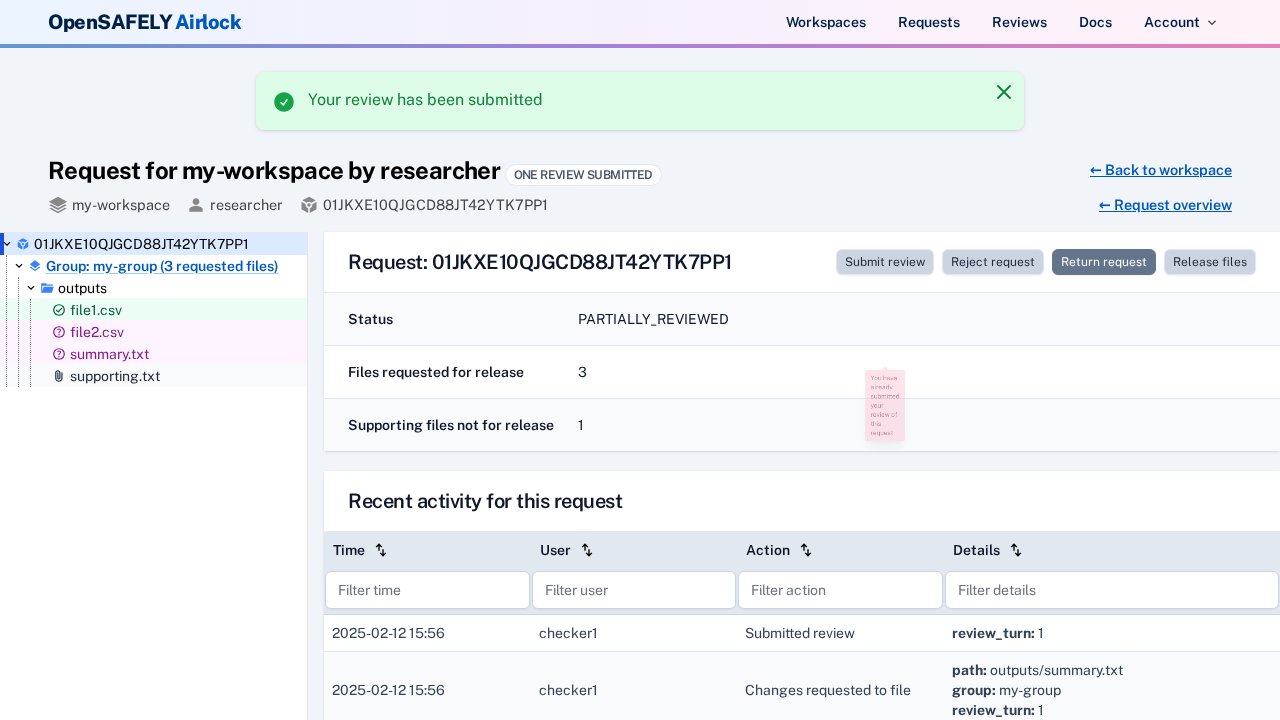 OpenSAFELY Airlock
Workspaces
Requests
Reviews
Docs
Account
Your review has been submitted
Request for my-workspace by researcher ONE REVIEW SUBMITTED
← Back to workspace
my-workspace researcher 01JKXE10QJGCD88JT42YTK7PP1
← Request overview
01JKXE10QJGCD88JT42YTK7PP1
Group: my-group (3 requested files)
outputs
file1.csv
file2.csv
summary.txt
supporting.txt
Request: 01JKXE10QJGCD88JT42YTK7PP1
Submit review
Reject request
Return request
Release files
Status PARTIALLY_REVIEWED
Files requested for release 3
Supporting files not for release 1
You have
already
submitted
your
review of
this
request
Recent activity for this request
Time User Action Details
Filter time Filter user Filter action Filter details
2025-02-12 15:56 checker1 Submitted review review_turn: 1
2025-02-12 15:56 checker1 Changes requested to file
path: outputs/summary.txt
group: my-group
review_turn: 1